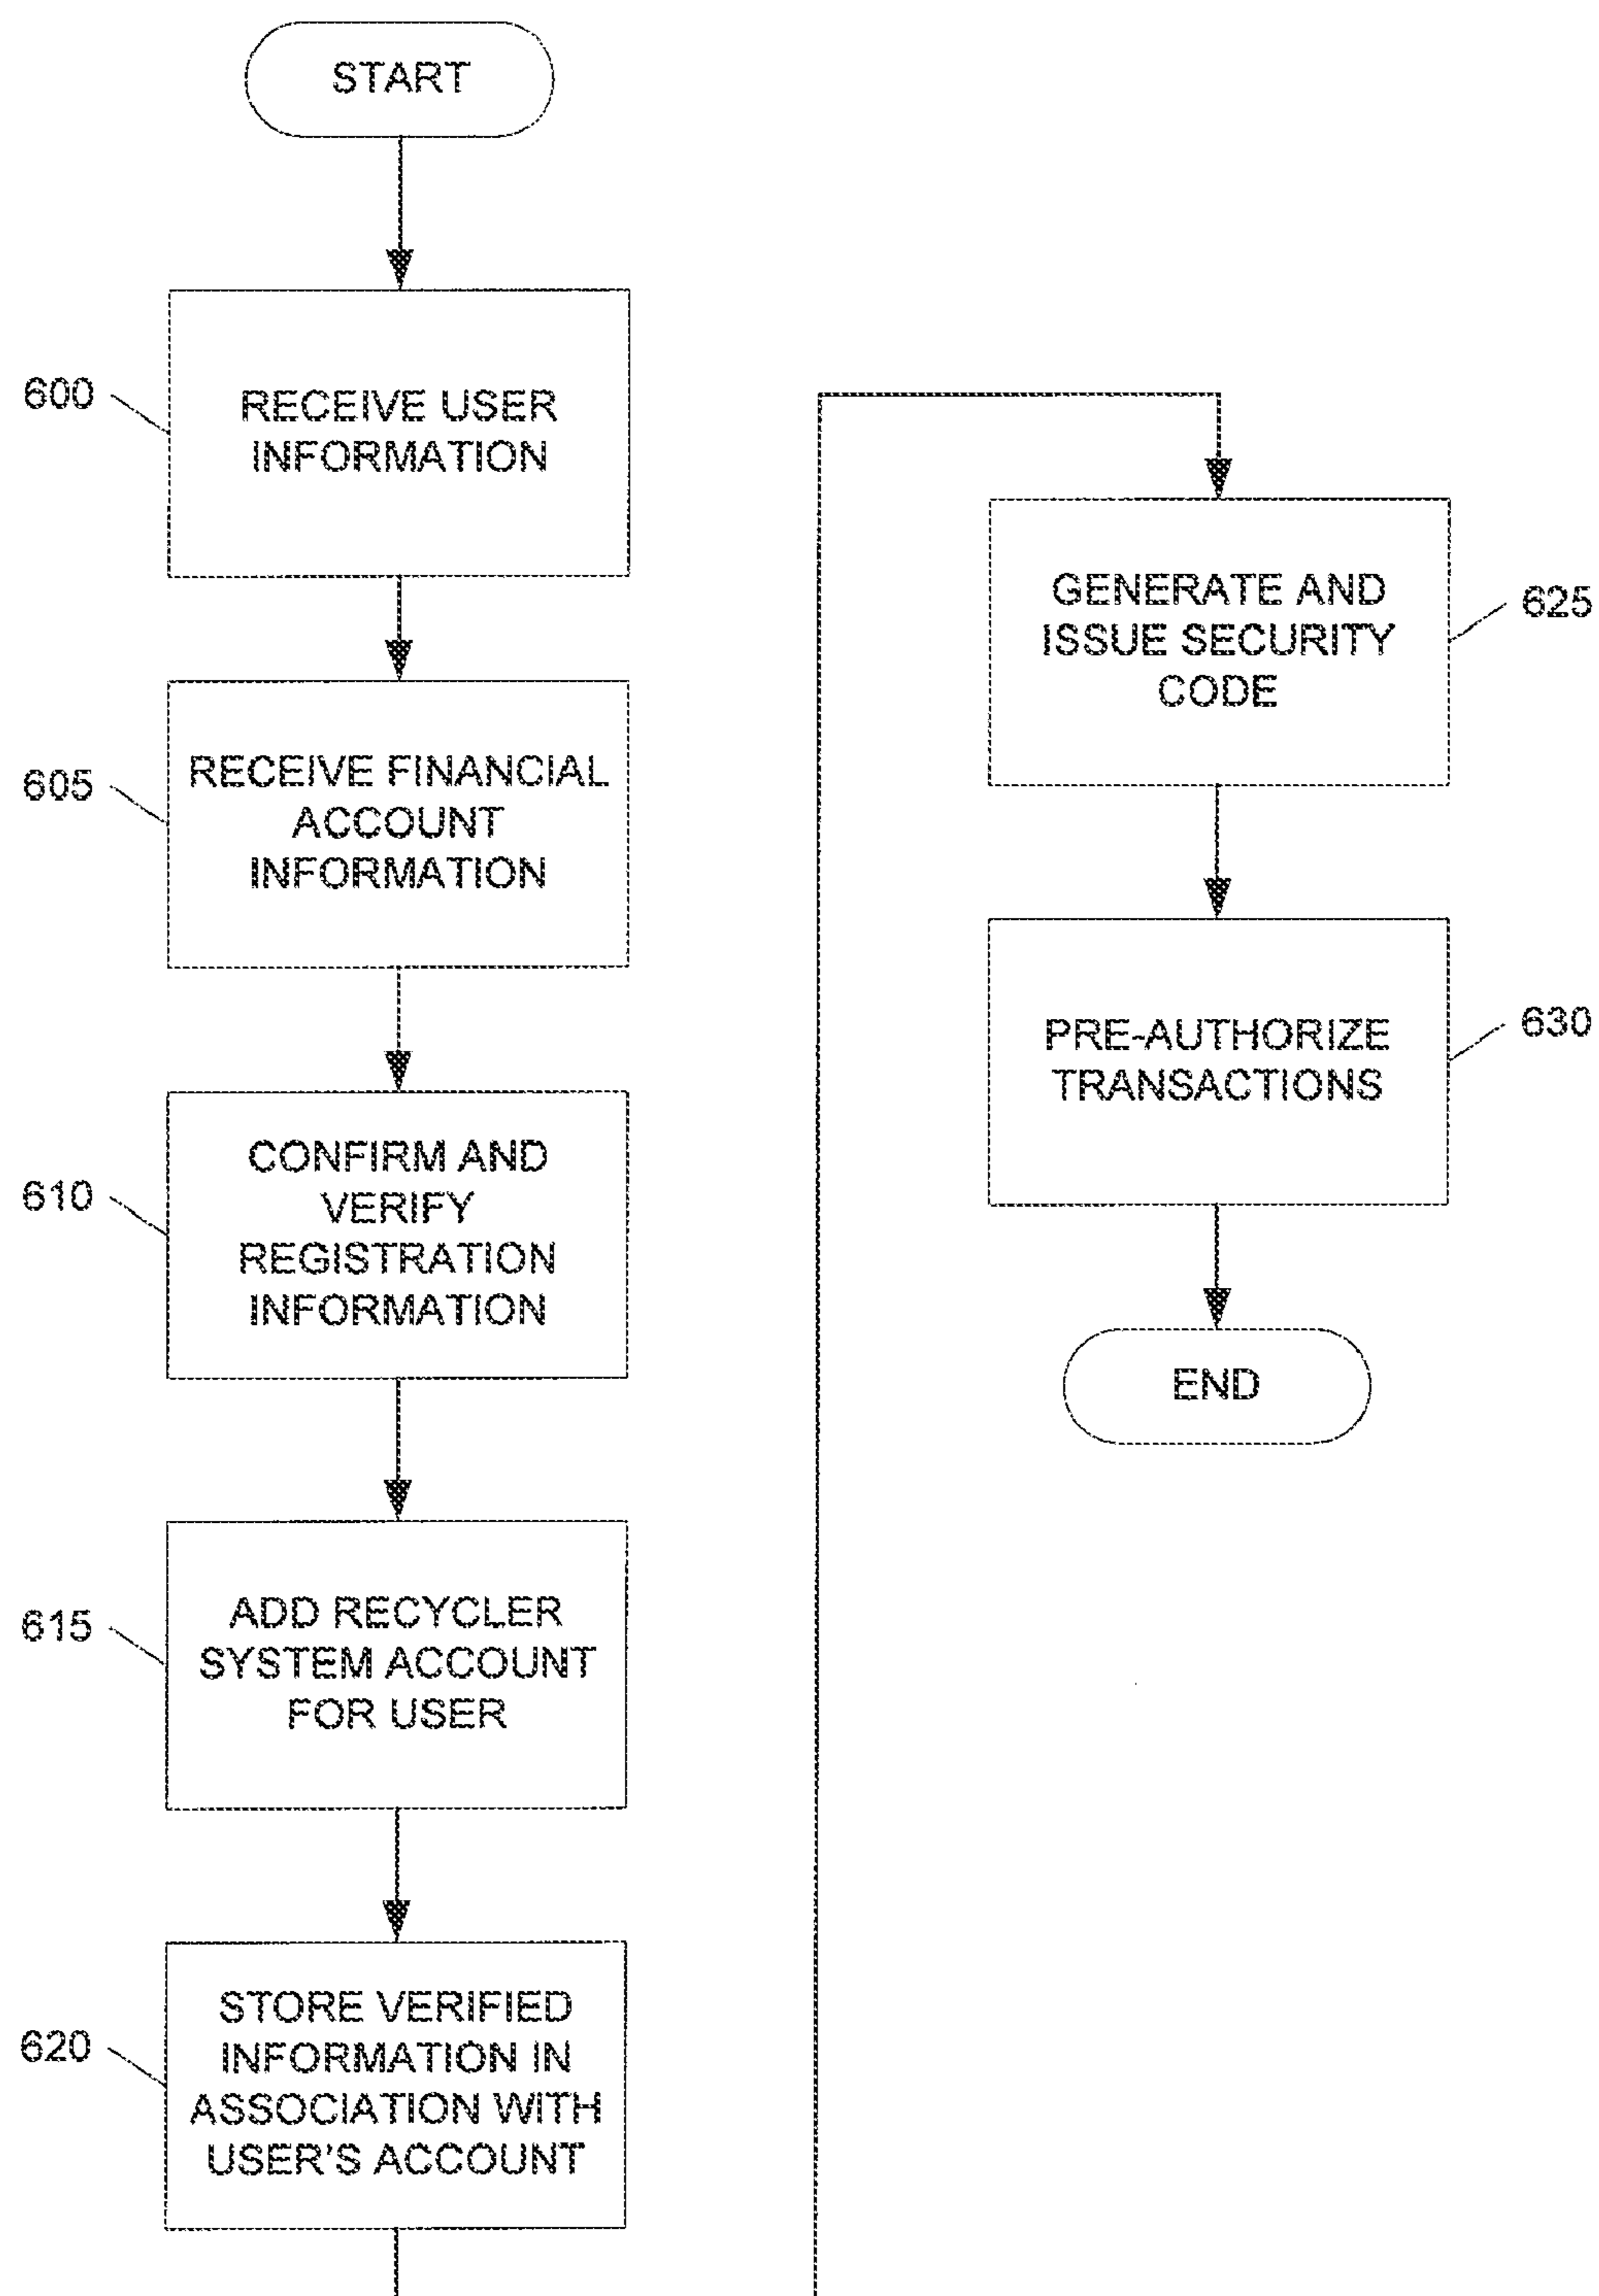 START
600
RECEIVE USER
INFORMATION
605
RECEIVE FINANCIAL
ACCOUNT
INFORMATION
610
CONFIRM AND
VERIFY
REGISTRATION
INFORMATION
615
ADD RECYCLER
SYSTEM ACCOUNT
FOR USER
620
STORE VERIFIED
INFORMATION IN
ASSOCIATION WITH
USER'S ACCOUNT
GENERATE AND
ISSUE SECURITY
CODE
625
PRE-AUTHORIZE
TRANSACTIONS
630
END